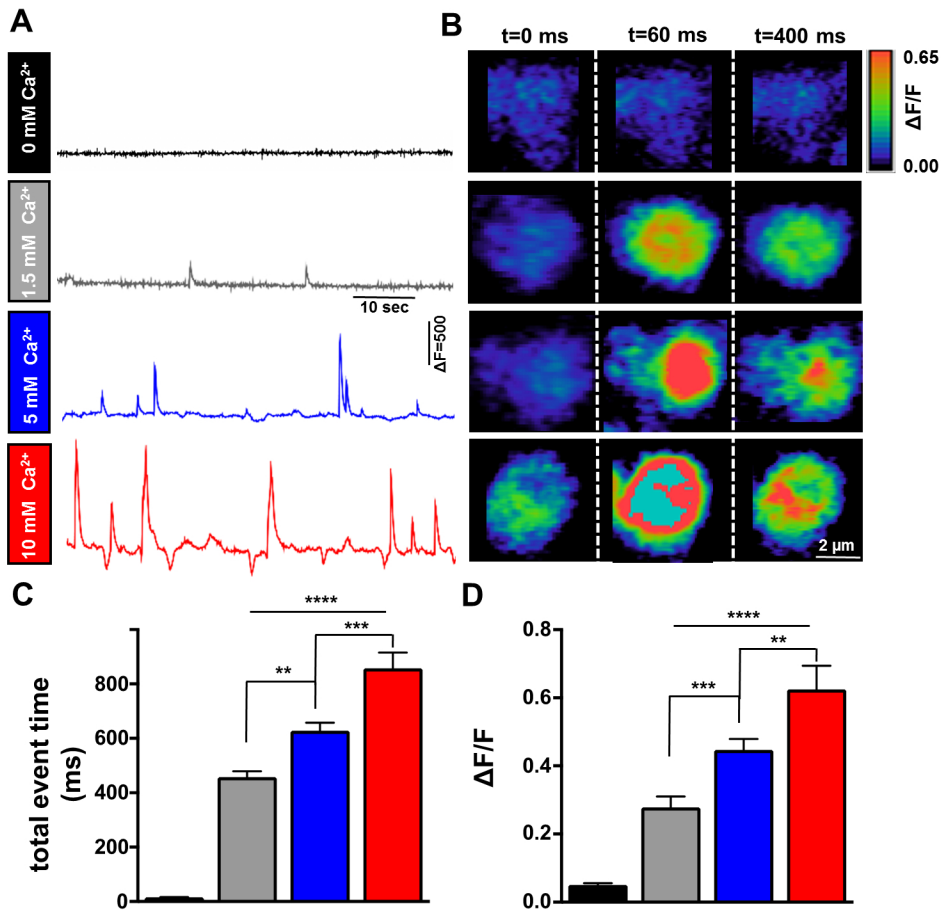 A
B
t=0 ms
t=60 ms
t=400 ms
0 mM Ca²⁺
1.5 mM Ca²⁺
5 mM Ca²⁺
10 mM Ca²⁺
10 sec
ΔF=500
0.65
ΔF/F
0.00
2 µm
C
****
***
**
total event time
(ms)
800
600
400
200
0
D
****
**
***
ΔF/F
0.8
0.6
0.4
0.2
0.0